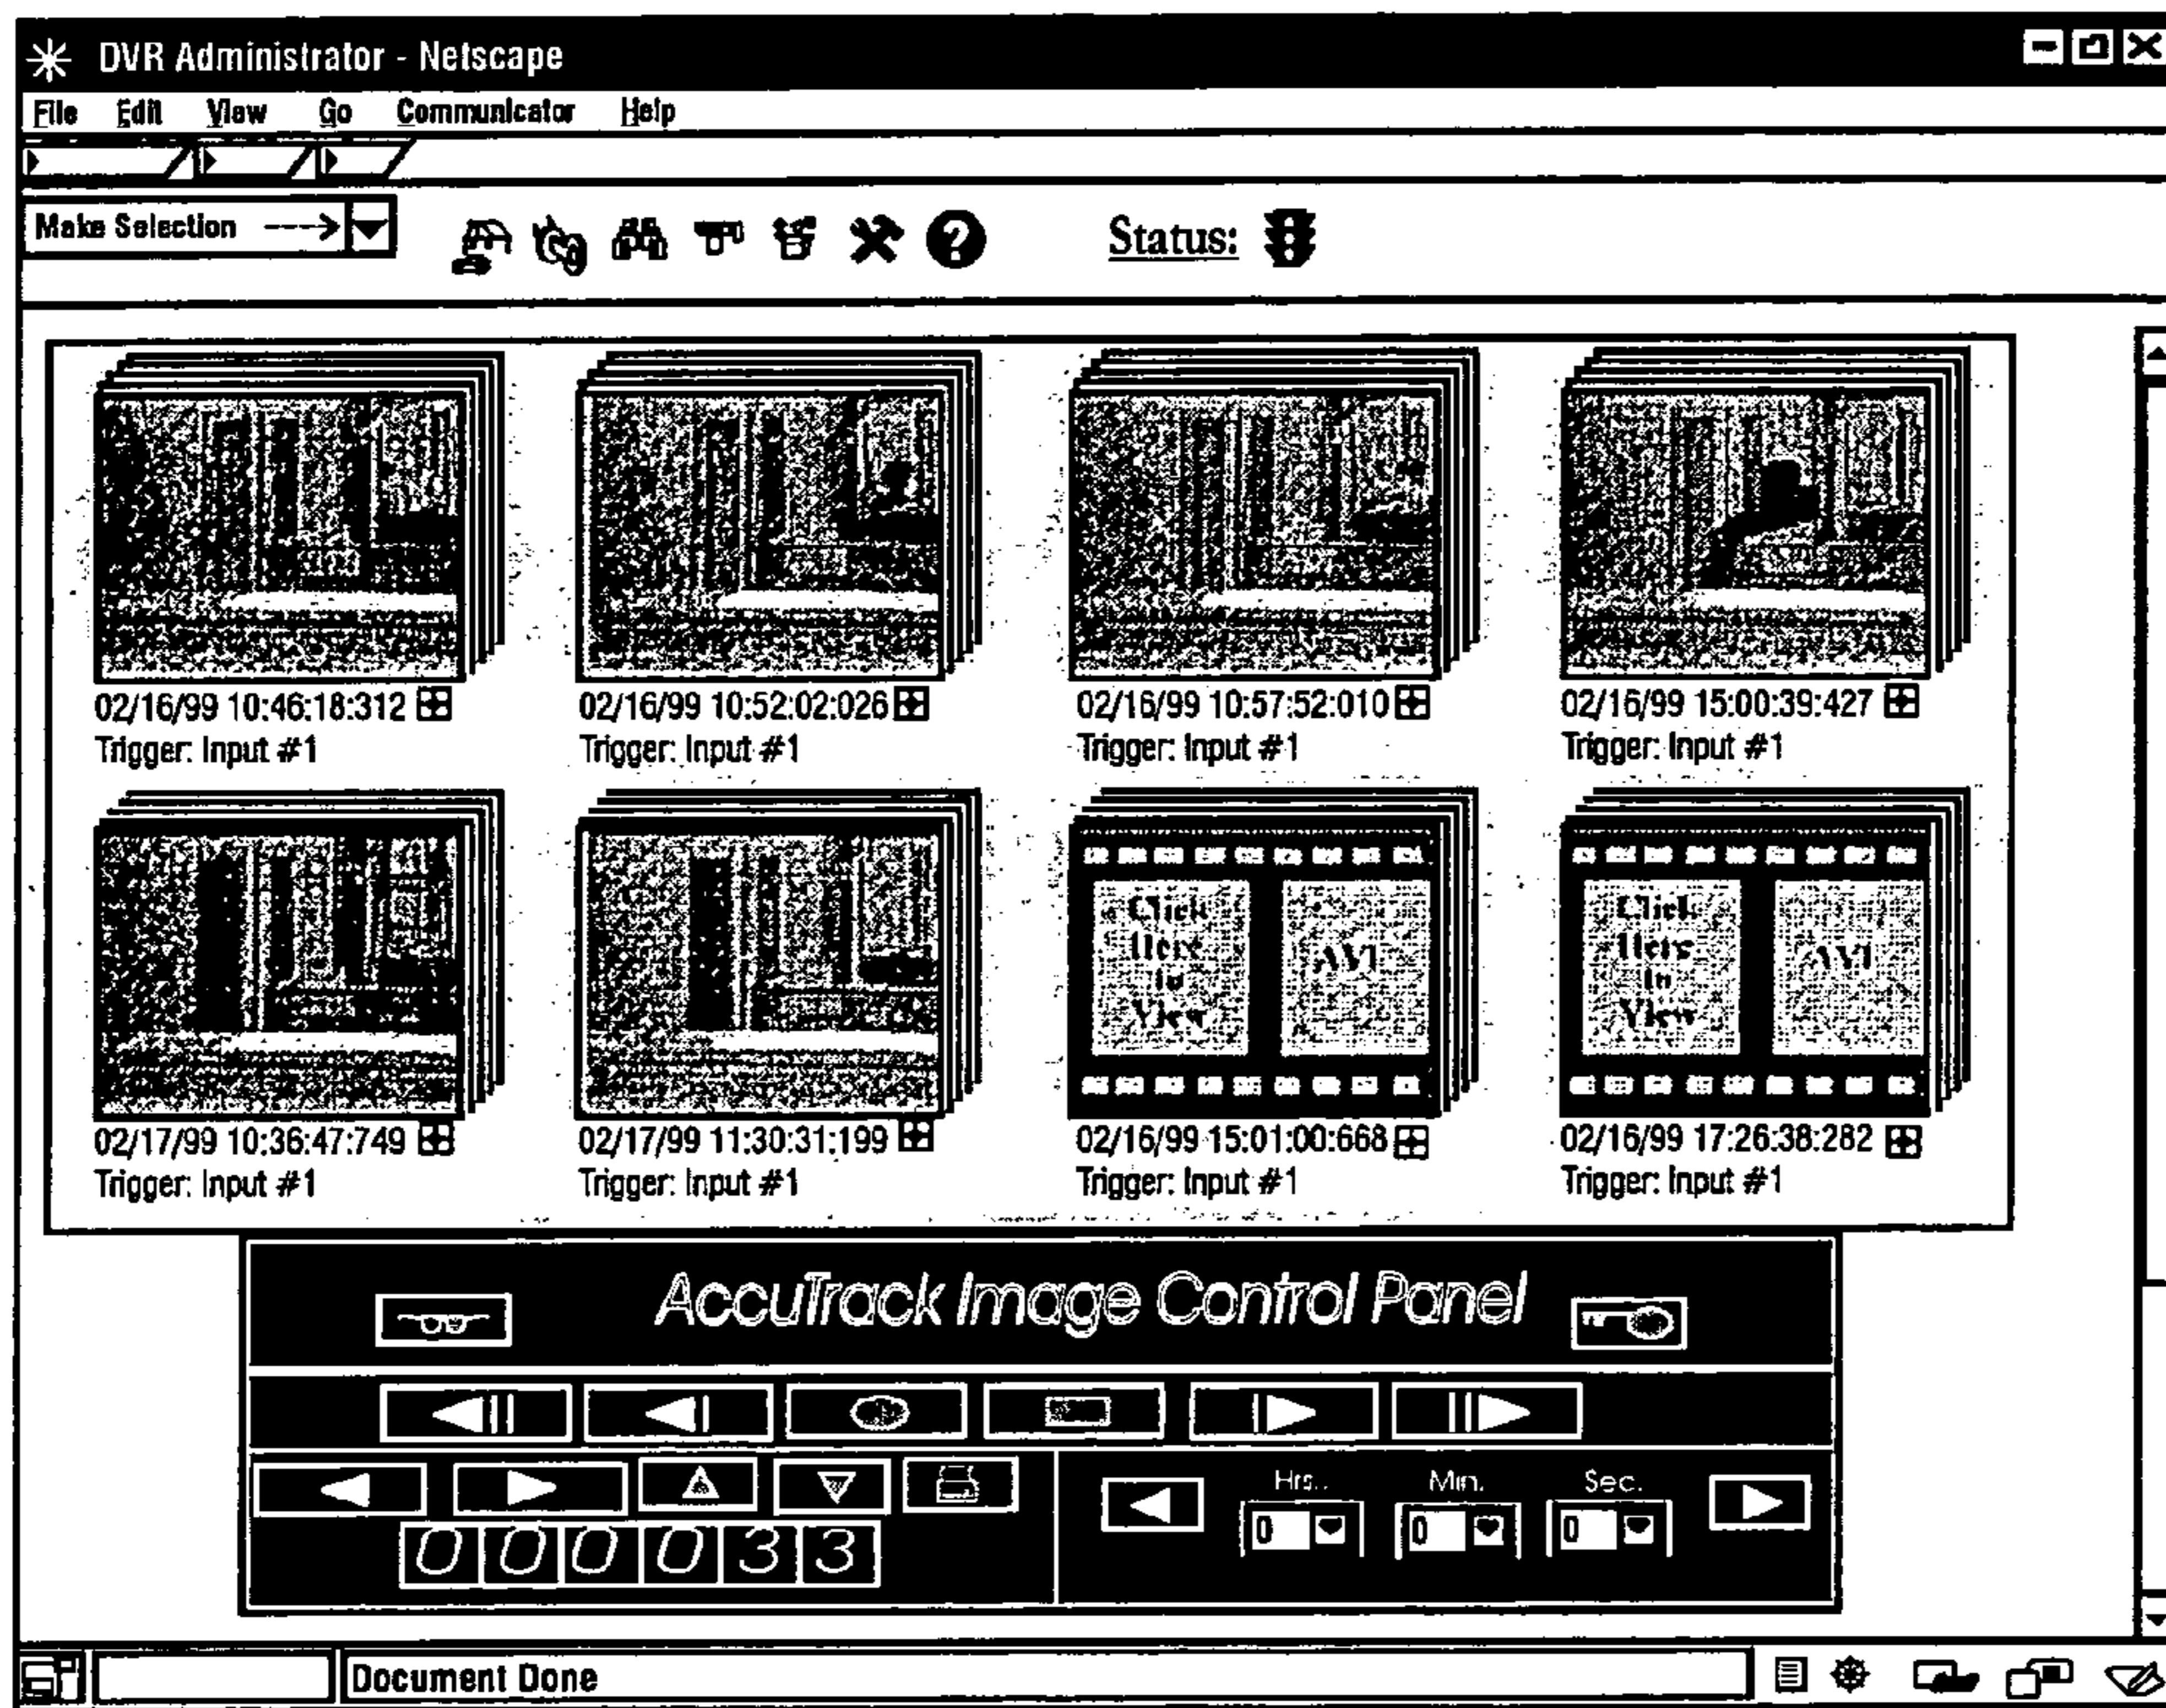 DVR Administrator - Netscape
File Edit View Go Communicator Help
Make Selection --->
Status:
02/16/99 10:46:18:312
Trigger: Input #1
02/16/99 10:52:02:026
Trigger: Input #1
02/16/99 10:57:52:010
Trigger: Input #1
02/16/99 15:00:39:427
Trigger: Input #1
Click
Here
to
View
AVI
Click
Here
to
View
AVI
02/17/99 10:36:47:749
Trigger: Input #1
02/17/99 11:30:31:199
Trigger: Input #1
02/16/99 15:01:00:668
Trigger: Input #1
02/16/99 17:26:38:282
Trigger: Input #1
AccuTrack Image Control Panel
Hrs.. Min. Sec.
000033
0 0 0
Document Done